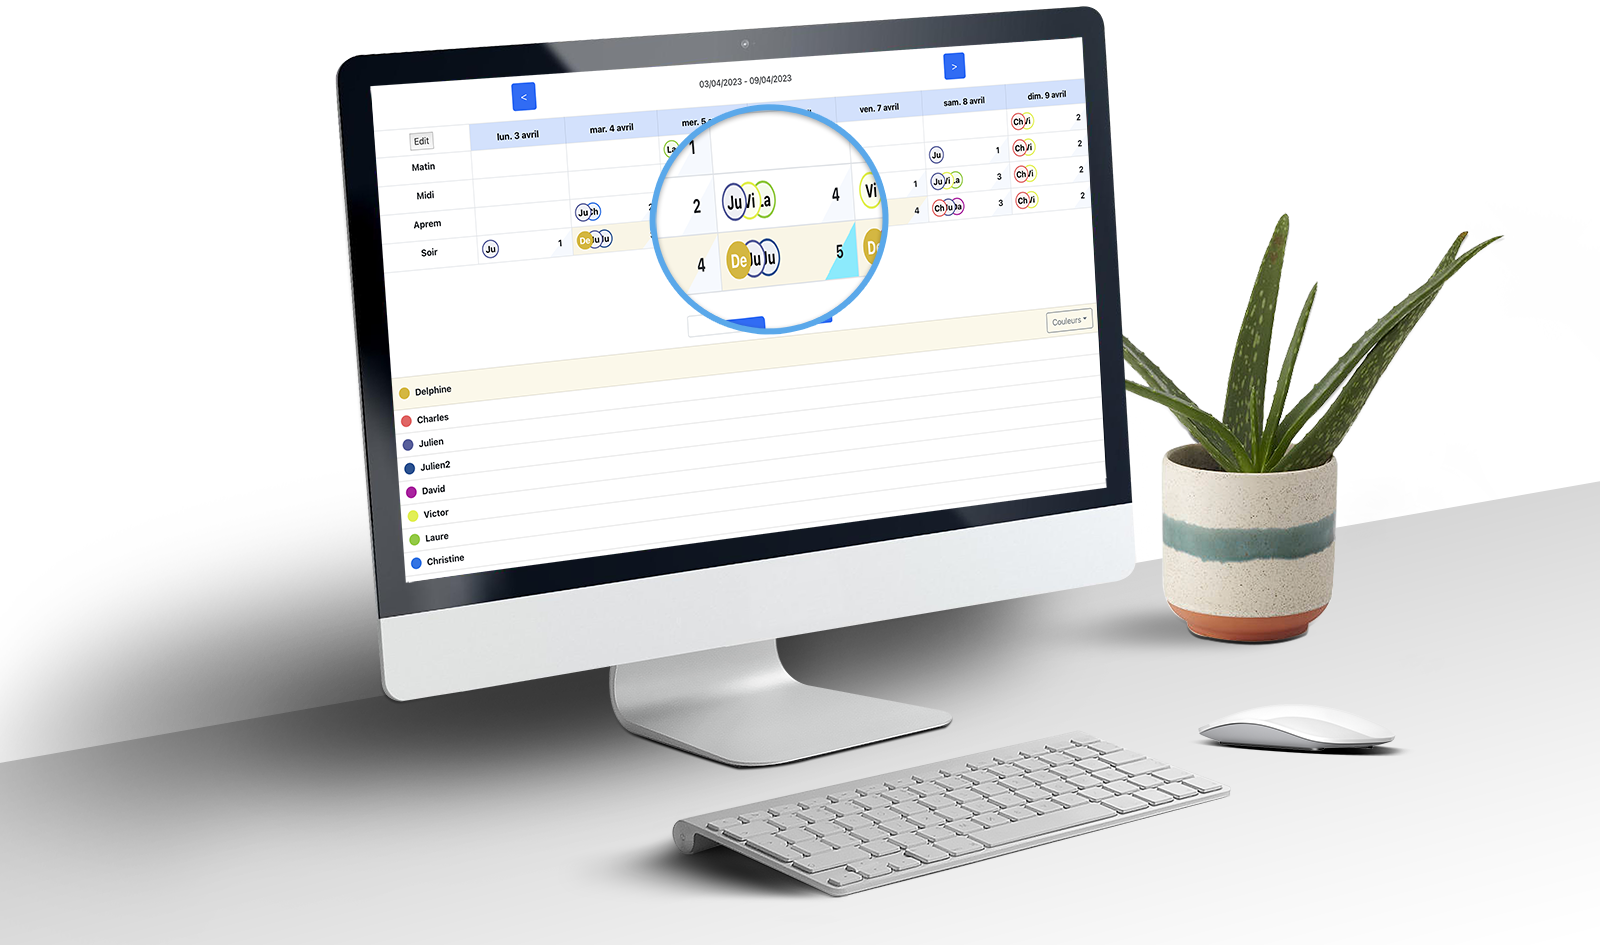 03/04/2023 - 09/04/2023
<
>
Edit
lun. 3 avril
mar. 4 avril
mer. 5
ven. 7 avril
sam. 8 avril
dim. 9 avril
Matin
La 1
Ch Vi 2
Midi
Ju 1
Ch Vi 2
Aprem
Ju Ch 2
2
Ju Vi La 4
Vi 1
Ju Vi La 3
Ch Vi 2
Soir
Ju 1
De Ju Ju
4
De Ju Ju 5
De 4
Ch Ju Da 3
Ch Vi 2
Couleurs
Delphine
Charles
Julien
Julien2
David
Victor
Laure
Christine